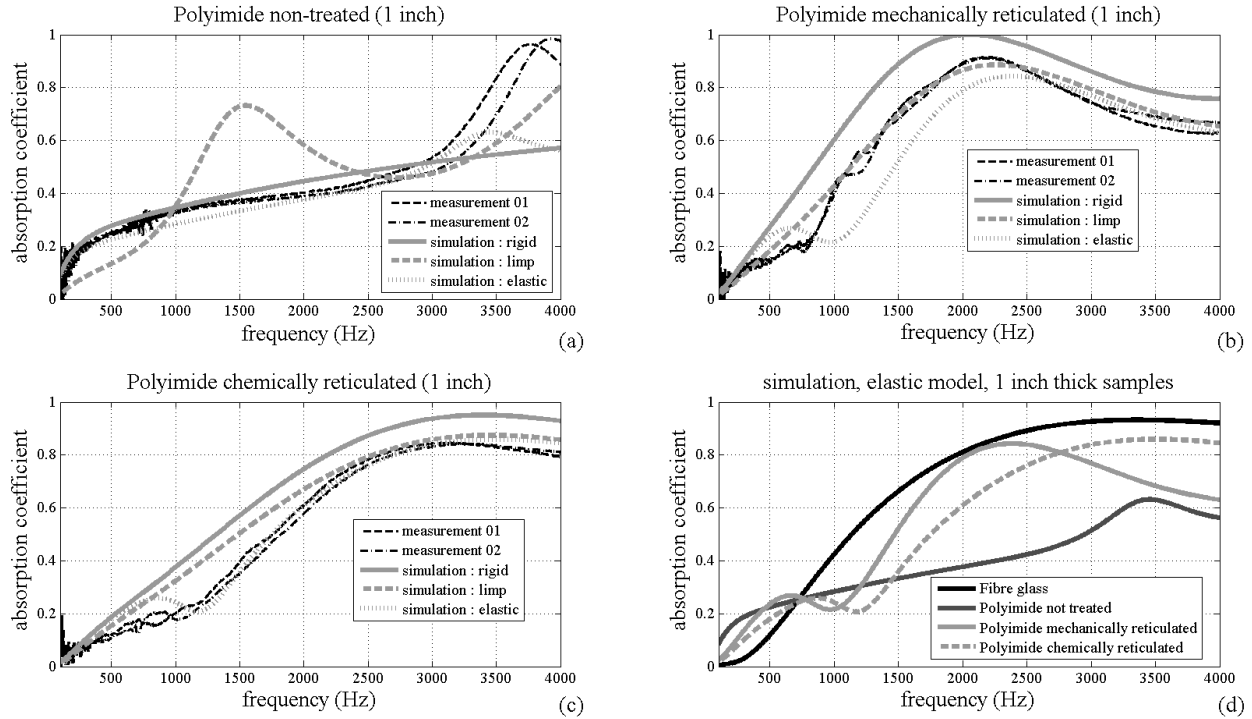 Polyimide non-treated (1 inch)
1
0.8
0.6
0.4
0.2
0
absorption coefficient
measurement 01
measurement 02
simulation : rigid
simulation : limp
simulation : elastic
500 1000 1500 2000 2500 3000 3500 4000
frequency (Hz)
(a)
Polyimide mechanically reticulated (1 inch)
1
0.8
0.6
0.4
0.2
0
absorption coefficient
measurement 01
measurement 02
simulation : rigid
simulation : limp
simulation : elastic
500 1000 1500 2000 2500 3000 3500 4000
frequency (Hz)
(b)
Polyimide chemically reticulated (1 inch)
1
0.8
0.6
0.4
0.2
0
absorption coefficient
measurement 01
measurement 02
simulation : rigid
simulation : limp
simulation : elastic
500 1000 1500 2000 2500 3000 3500 4000
frequency (Hz)
(c)
simulation, elastic model, 1 inch thick samples
1
0.8
0.6
0.4
0.2
0
absorption coefficient
Fibre glass
Polyimide not treated
Polyimide mechanically reticulated
Polyimide chemically reticulated
500 1000 1500 2000 2500 3000 3500 4000
frequency (Hz)
(d)